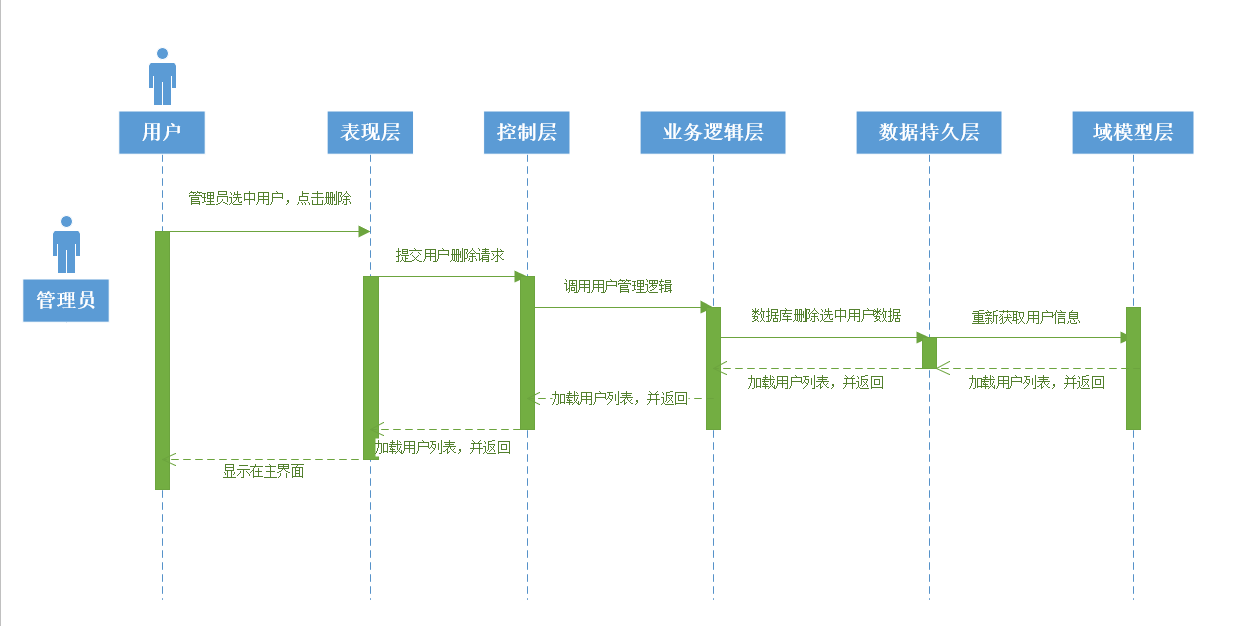 用户
表现层
控制层
业务逻辑层
数据持久层
域模型层
管理员选中用户，点击删除
管理员
提交用户删除请求
调用用户管理逻辑
数据库删除选中用户数据
重新获取用户信息
加载用户列表，并返回
加载用户列表，并返回
加载用户列表，并返回
加载用户列表，并返回
显示在主界面